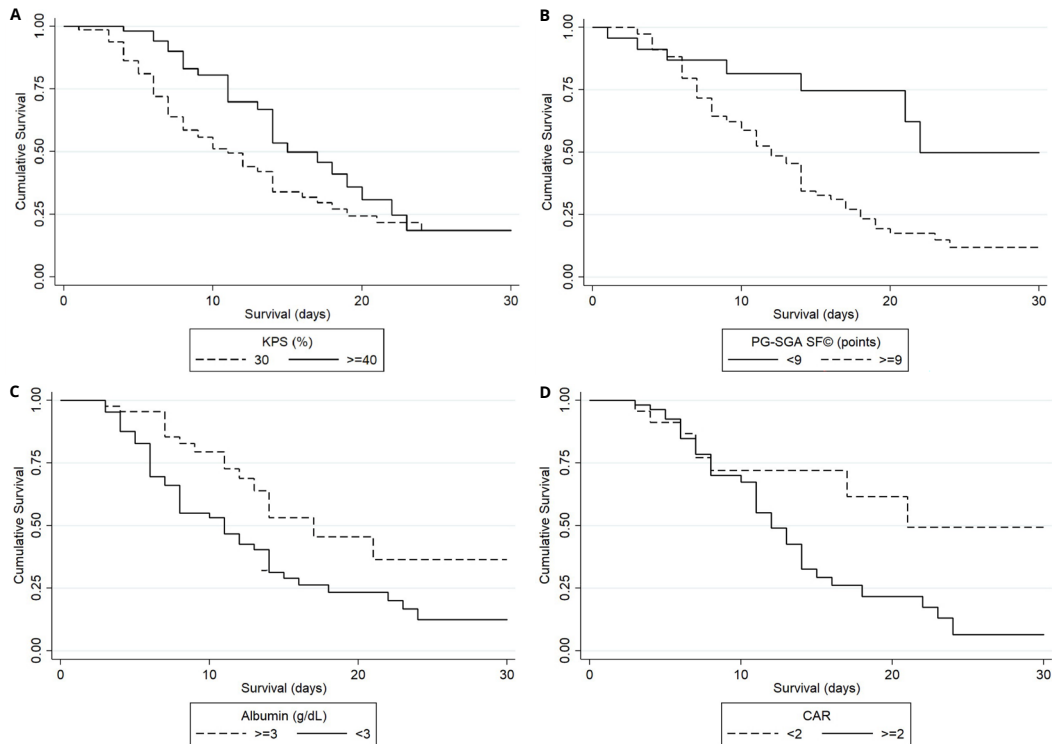 A
Cumulative Survival
1.00
0.75
0.50
0.25
0.00
0 10 20 30
Survival (days)
KPS (%)
30 >=40
B
Cumulative Survival
1.00
0.75
0.50
0.25
0.00
0 10 20 30
Survival (days)
PG-SGA SF© (points)
<9 >=9
C
Cumulative Survival
1.00
0.75
0.50
0.25
0.00
0 10 20 30
Survival (days)
Albumin (g/dL)
>=3 <3
D
Cumulative Survival
1.00
0.75
0.50
0.25
0.00
0 10 20 30
Survival (days)
CAR
<2 >=2